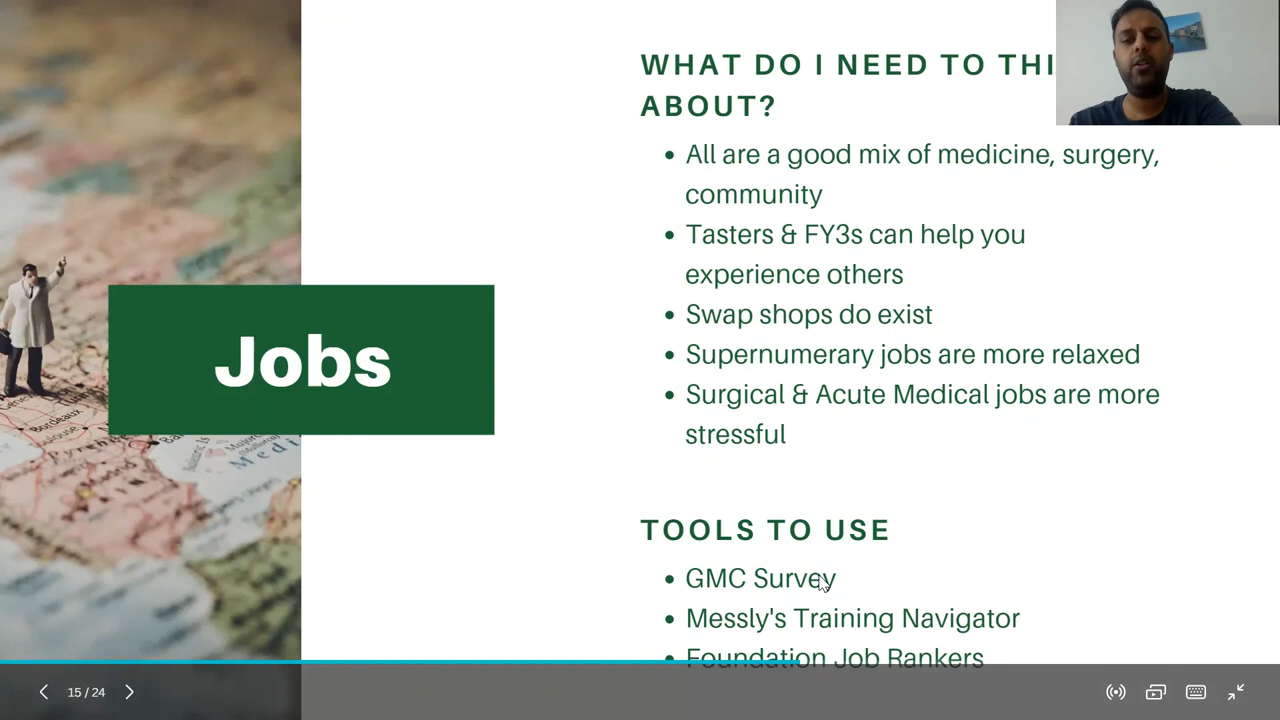 WHAT DO I NEED TO THI
ABOUT?
All are a good mix of medicine, surgery,
community
Tasters & FY3s can help you
experience others
Swap shops do exist
Supernumerary jobs are more relaxed
Surgical & Acute Medical jobs are more
stressful
Jobs
Bordeaux
Medi
TOOLS TO USE
GMC Survey
Messly's Training Navigator
Foundation Job Rankers
15 / 24